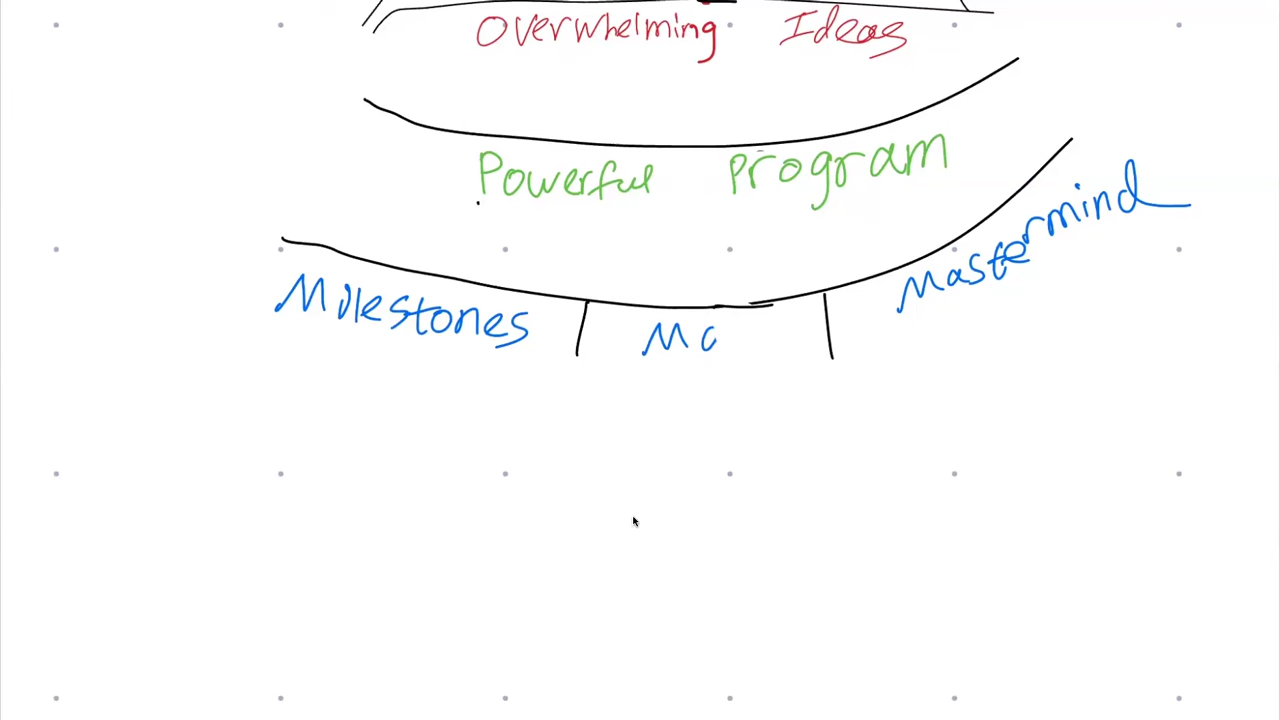 Overwhelming Ideas
Powerful Program
Milestones
Mc
Mastermind